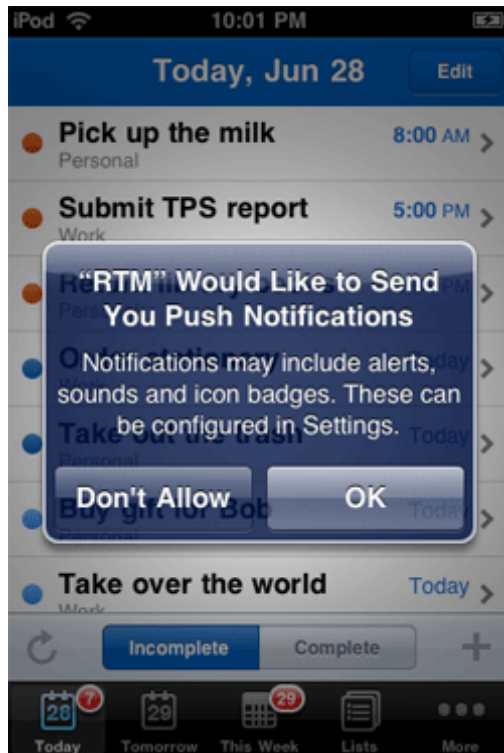 iPod 10:01 PM
Today, Jun 28 Edit
Pick up the milk 8:00 AM
Personal
Submit TPS report 5:00 PM
Work
“RTM” Would Like to Send
You Push Notifications
Notifications may include alerts,
sounds and icon badges. These can
be configured in Settings.
Take out the trash Today
Personal
Don't Allow OK
Buy gift for Bob Today
Take over the world Today
Work
Incomplete Complete
28 7 29 29
Today Tomorrow This Week Lists More